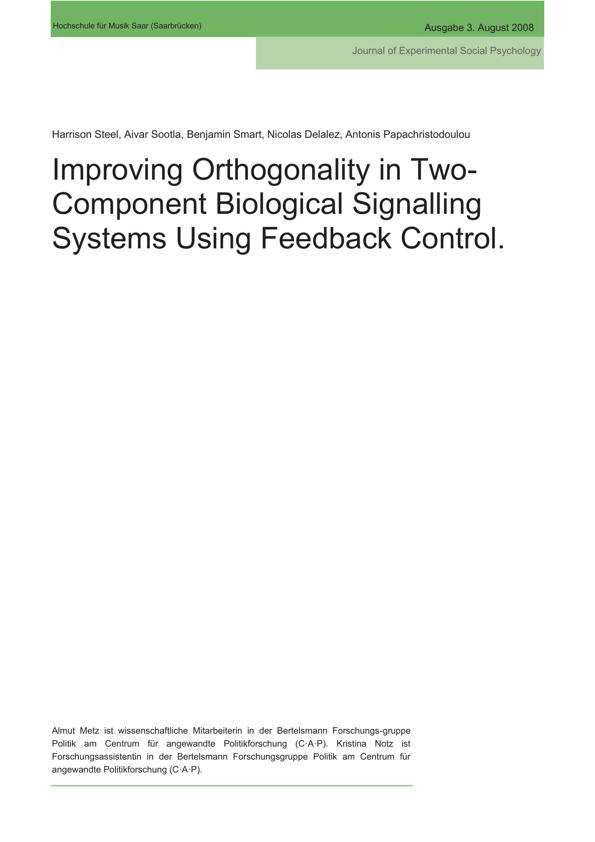 Hochschule für Musik Saar (Saarbrücken)
Ausgabe 3. August 2008
Journal of Experimental Social Psychology
Harrison Steel, Aivar Sootla, Benjamin Smart, Nicolas Delalez, Antonis Papachristodoulou
Improving Orthogonality in Two-
Component Biological Signalling
Systems Using Feedback Control.
Almut Metz ist wissenschaftliche Mitarbeiterin in der Bertelsmann Forschungs-gruppe
Politik am Centrum für angewandte Politikforschung (C·A·P). Kristina Notz ist
Forschungsassistentin in der Bertelsmann Forschungsgruppe Politik am Centrum für
angewandte Politikforschung (C·A·P).